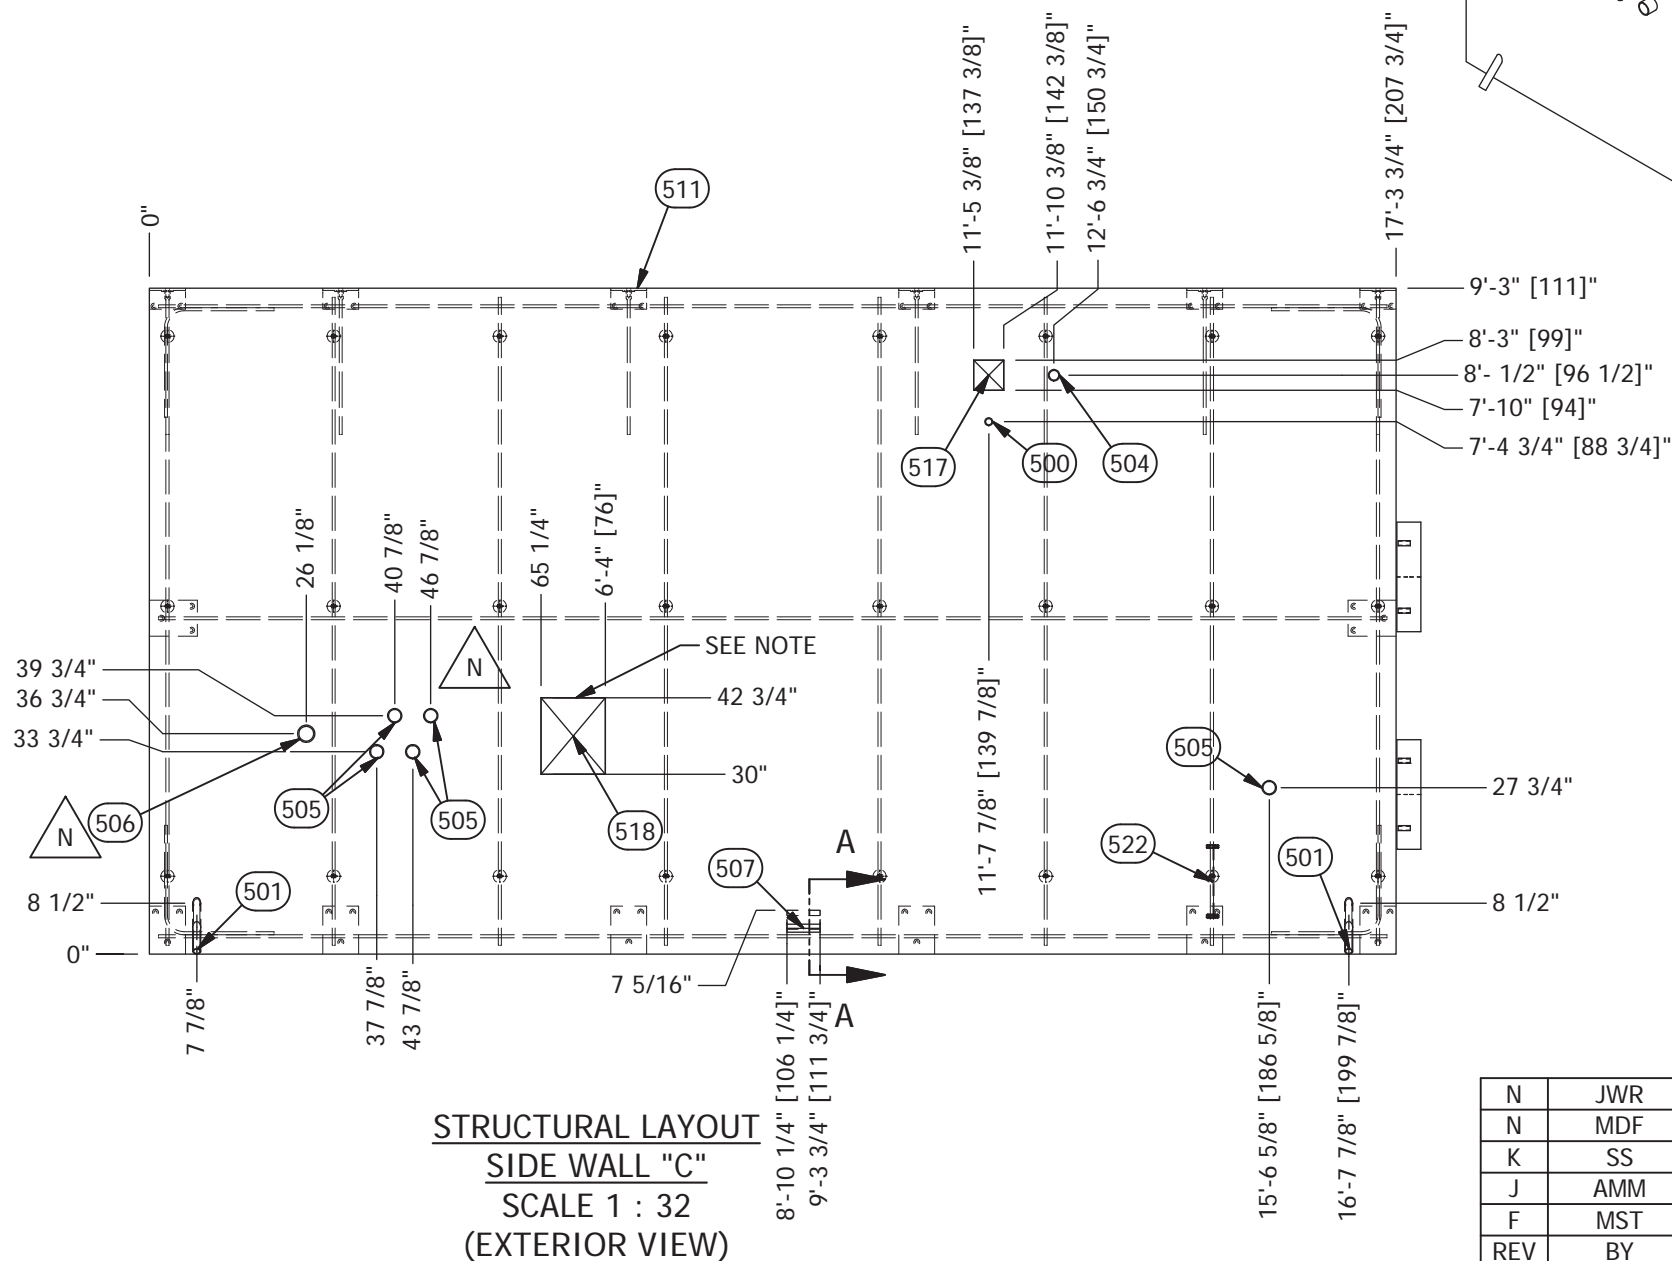 11'-5 3/8" [137 3/8]"
11'-10 3/8" [142 3/8]"
12'-6 3/4" [150 3/4]"
17'-3 3/4" [207 3/4]"
0"
511
9'-3" [111]"
8'-3" [99]"
8'- 1/2" [96 1/2]"
7'-10" [94]"
7'-4 3/4" [88 3/4]"
517
500
504
26 1/8"
40 7/8"
46 7/8"
65 1/4"
6'-4" [76]"
SEE NOTE
N
39 3/4"
36 3/4"
33 3/4"
42 3/4"
30"
11'-7 7/8" [139 7/8]"
505
27 3/4"
N
506
505
505
518
A
507
522
501
501
8 1/2"
8 1/2"
0"
7 5/16"
A
7 7/8"
37 7/8"
43 7/8"
8'-10 1/4" [106 1/4]"
9'-3 3/4" [111 3/4]"
15'-6 5/8" [186 5/8]"
16'-7 7/8" [199 7/8]"
STRUCTURAL LAYOUT
SIDE WALL "C"
SCALE 1 : 32
(EXTERIOR VIEW)
N JWR
N MDF
K SS
J AMM
F MST
REV BY